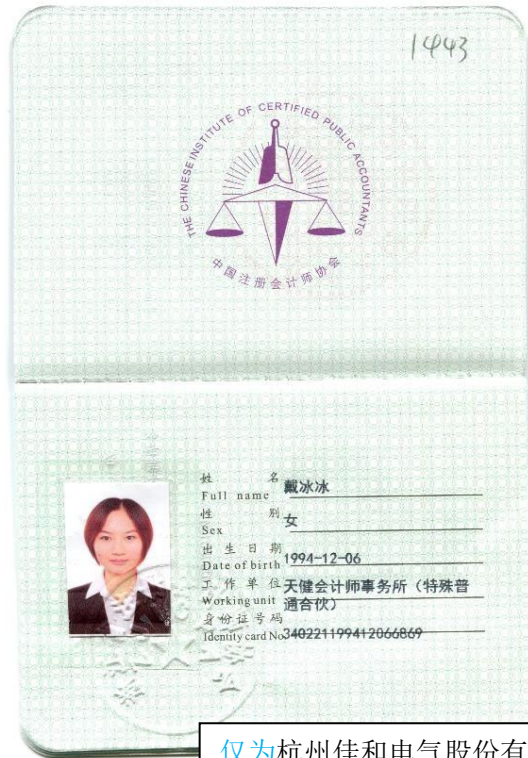 1443
THE CHINESE INSTITUTE OF CERTIFIED PUBLIC ACCOUNTANTS
中国注册会计师协会
姓 名 戴冰冰
Full name
性 别 女
Sex
出生日期 1994-12-06
Date of birth
工作单位 天健会计师事务所（特殊普
Working unit 通合伙）
身份证号码
Identity card No. 340221199412066869
仅为杭州佳和电气股份有